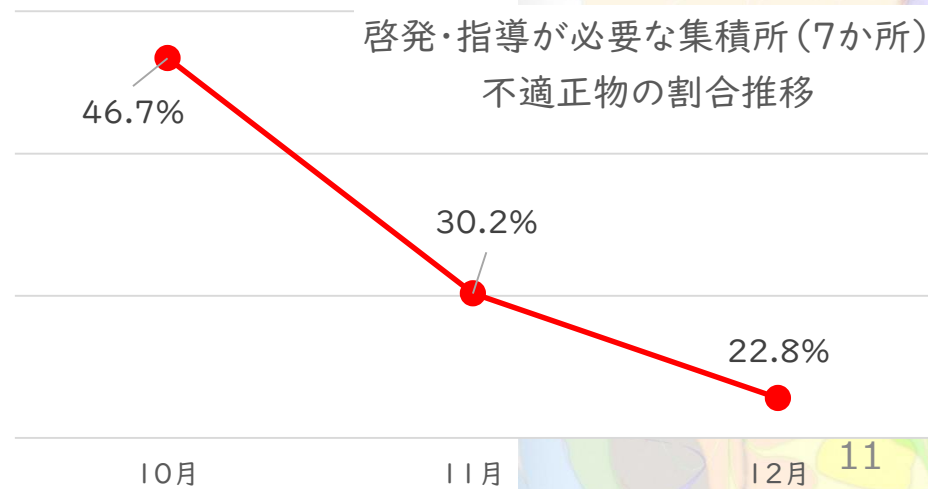 啓発・指導が必要な集積所(7か所)
不適正物の割合推移
46.7%
30.2%
22.8%
10月
11月
12月
11